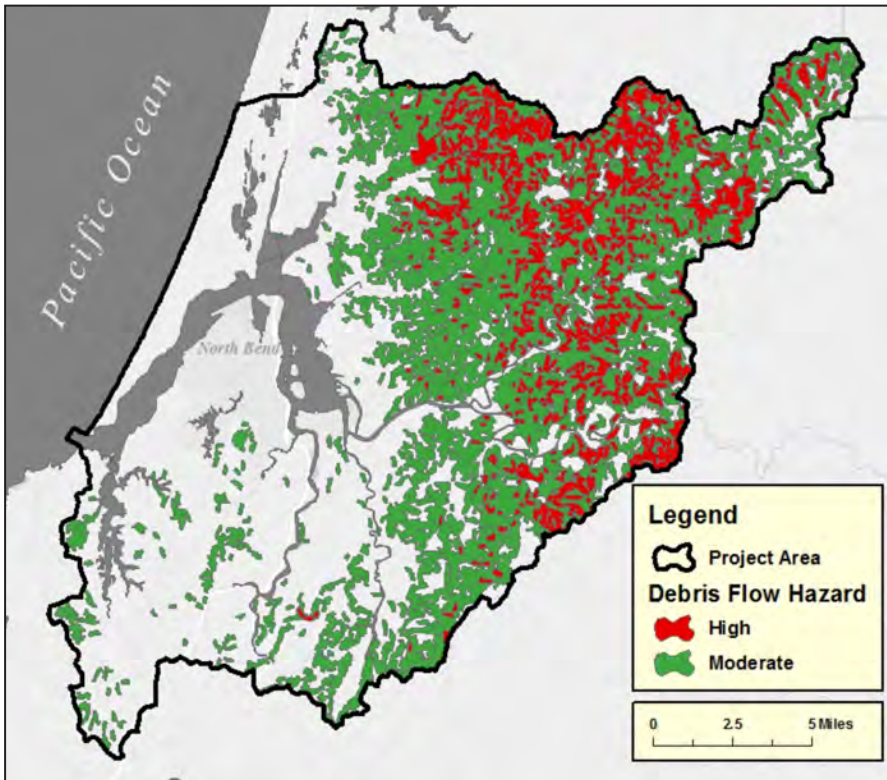 Pacific Ocean
North Bend
Legend
Project Area
Debris Flow Hazard
High
Moderate
0 2.5 5 Miles